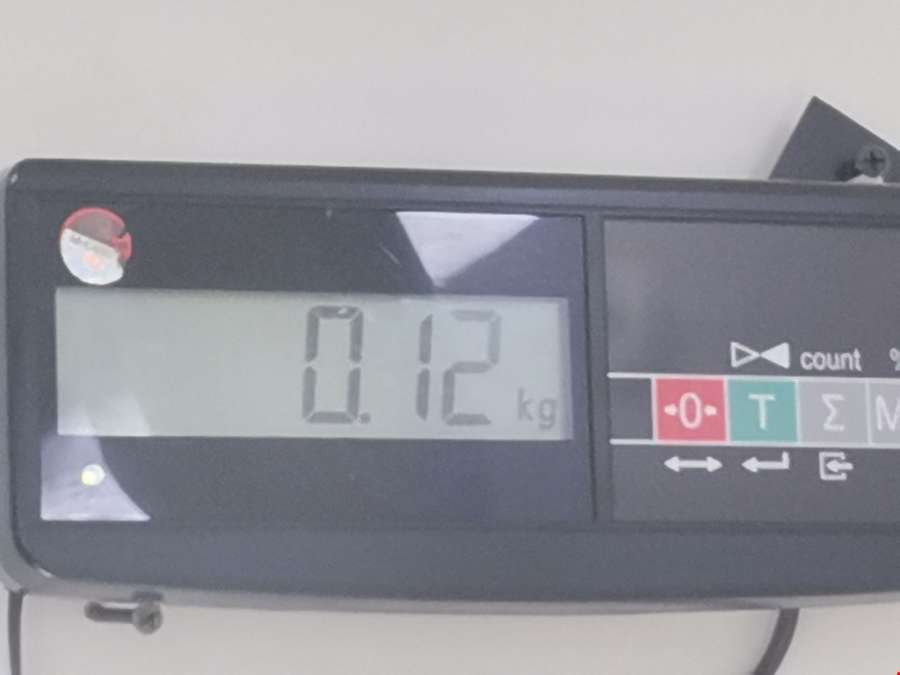 0.12 kg
count %
0 T Σ M